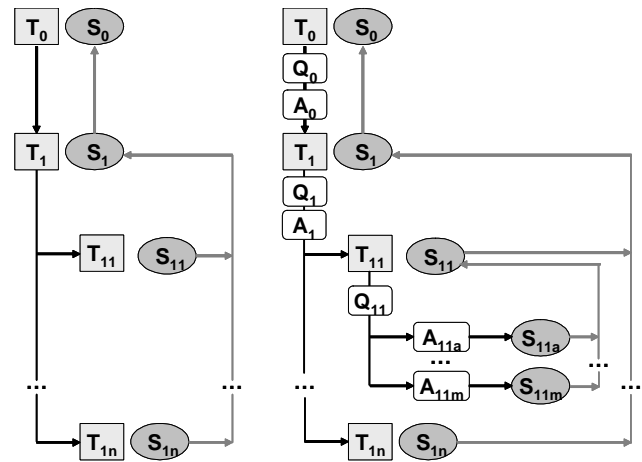 T0 S0
T1 S1
T11 S11
... ...
T1n S1n
T0 S0
Q0
A0
T1 S1
Q1
A1
T11 S11
Q11
A11a S11a
... ...
...
...
A11m S11m
T1n S1n